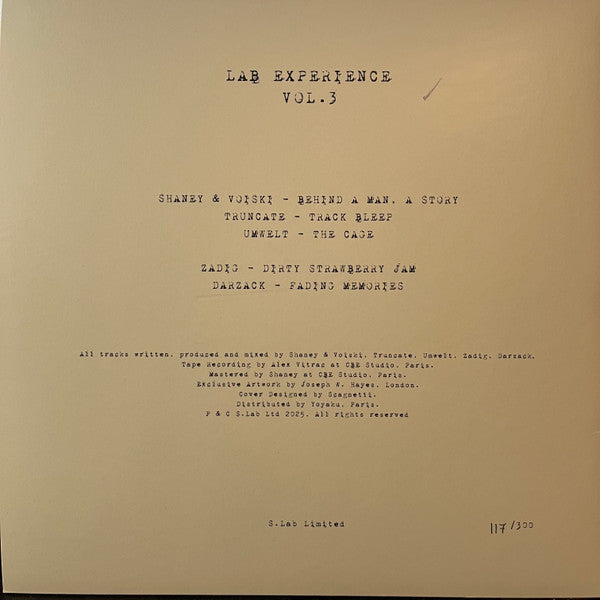 LAB EXPERIENCE
VOL.3
SHANEY & VOISKI - BEHIND A MAN, A STORY
TRUNCATE - TRACK BLEEP
UMWELT - THE CAGE
ZADIG - DIRTY STRAWBERRY JAM
DARZACK - FADING MEMORIES
All tracks written, produced and mixed by Shaney & Voiski, Truncate, Umwelt, Zadig, Darzack.
Tape Recording by Alex Vitrac at CBE Studio, Paris.
Mastered by Shaney at CBE Studio, Paris.
Exclusive Artwork by Joseph W. Hayes, London.
Cover Designed by Szagnetti.
Distributed by Yoyaku, Paris.
P & C S.Lab Ltd 2025. All rights reserved
S.Lab Limited
117/300